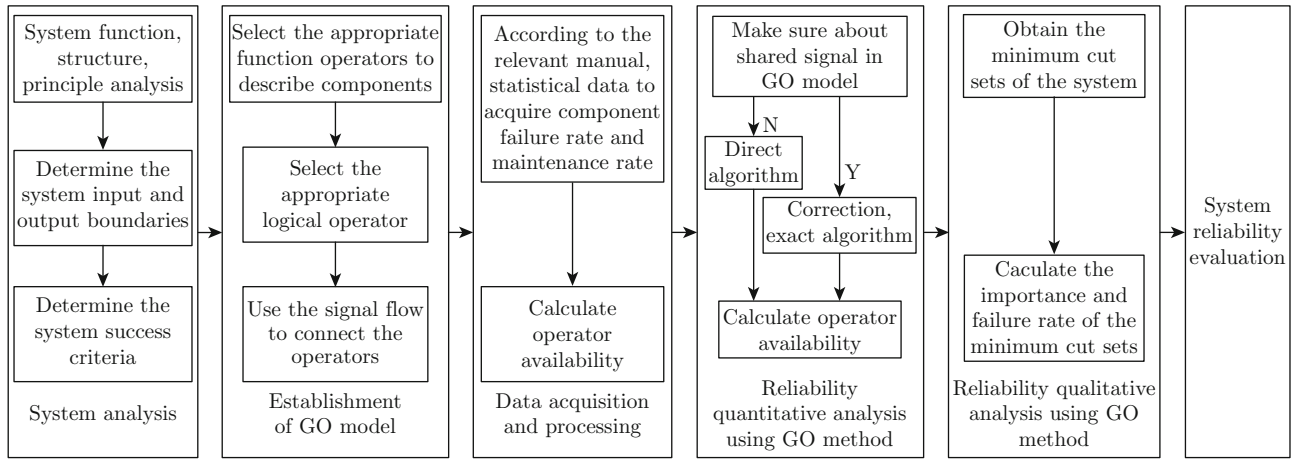 System function,
structure,
principle analysis
Determine the
system input and
output boundaries
Determine the
system success
criteria
System analysis
Select the appropriate
function operators to
describe components
Select the
appropriate
logical operator
Use the signal flow
to connect the
operators
Establishment
of GO model
According to the
relevant manual,
statistical data to
acquire component
failure rate and
maintenance rate
Calculate
operator
availability
Data acquisition
and processing
Make sure about
shared signal in
GO model
N
Direct
algorithm
Y
Correction,
exact algorithm
Calculate operator
availability
Reliability
quantitative analysis
using GO method
Obtain the
minimum cut
sets of the system
Caculate the
importance and
failure rate of the
minimum cut sets
Reliability qualitative
analysis using GO
method
System
reliability
evaluation